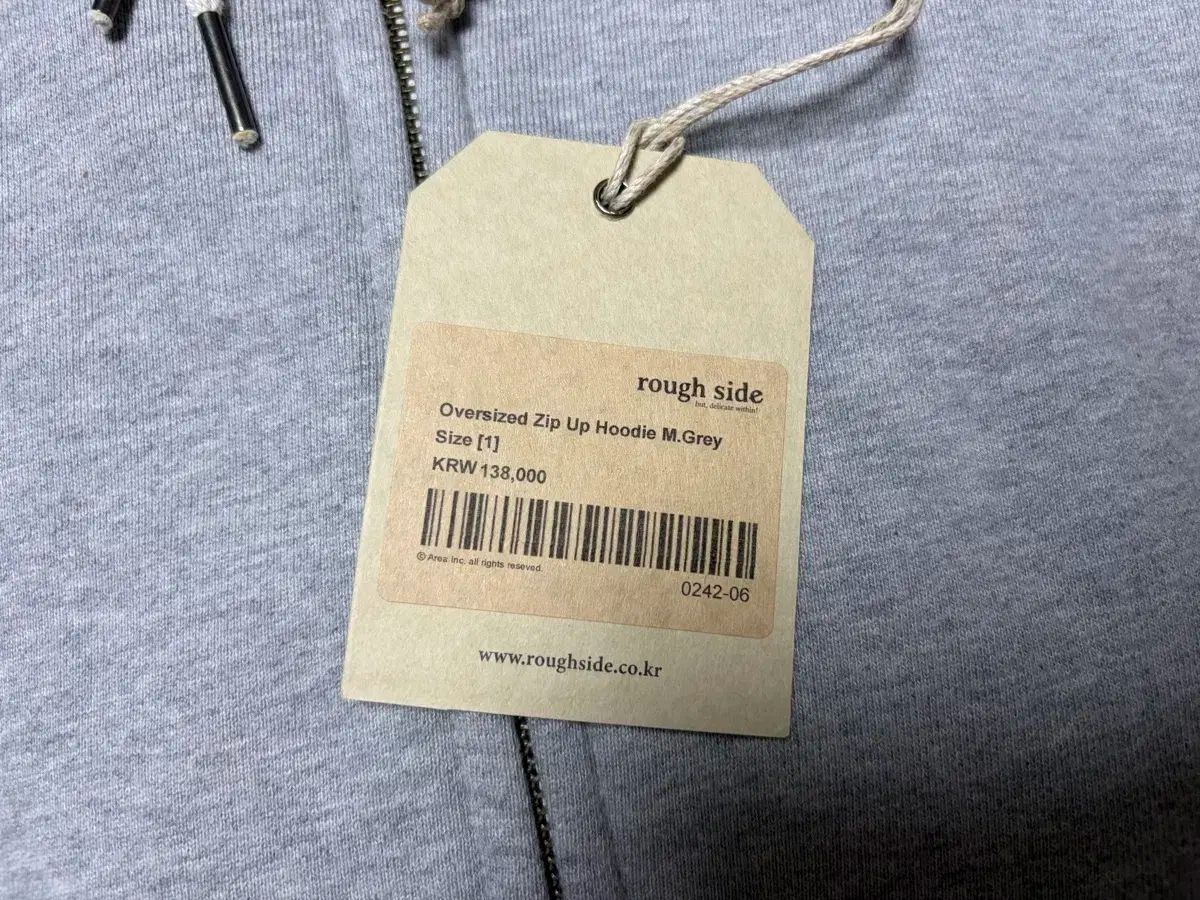 rough side
but, delicate within!
Oversized Zip Up Hoodie M.Grey
Size [1]
KRW 138,000
© Area Inc. all rights reseved.
0242-06
www.roughside.co.kr